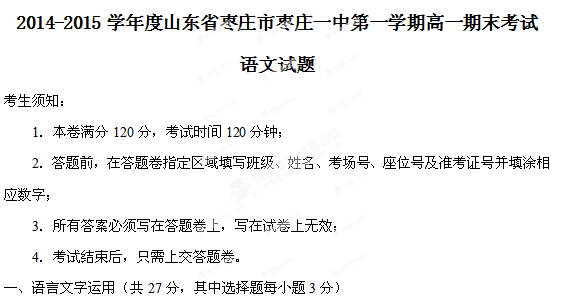 2014-2015 学年度山东省枣庄市枣庄一中第一学期高一期末考试
语文试题
考生须知：
1．本卷满分 120 分，考试时间 120 分钟；
2．答题前，在答题卷指定区域填写班级、姓名、考场号、座位号及准考证号并填涂相
应数字；
3．所有答案必须写在答题卷上，写在试卷上无效；
4．考试结束后，只需上交答题卷。
一、语言文字运用（共 27 分，其中选择题每小题 3 分）